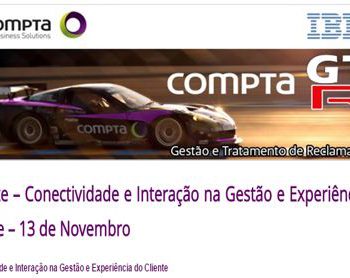 compta
Business Solutions
IBM
compta
COMPTA
Gestão e Tratamento de Reclama
te – Conectividade e Interação na Gestão e Experiên
e – 13 de Novembro
de e Interação na Gestão e Experiência do Cliente